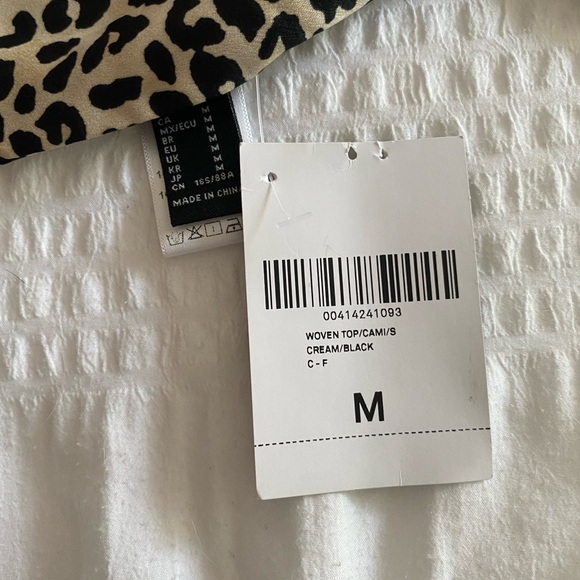 CA M
MX/ECU M
BR M
EU M
UK M
KR M
JP M
CN 165/88A
MADE IN CHINA
00414241093
WOVEN TOP/CAMI/S
CREAM/BLACK
C - F
M